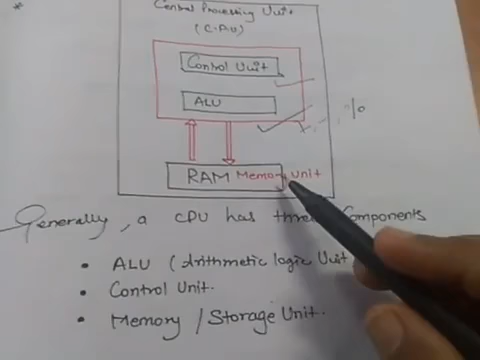 Central Processing Unit
(C.P.U)
Control Unit
ALU
I/o
RAM Memory Unit
Generally, a CPU has three Components
• ALU (Arithmetic logic Unit
• Control Unit.
• Memory / Storage Unit.